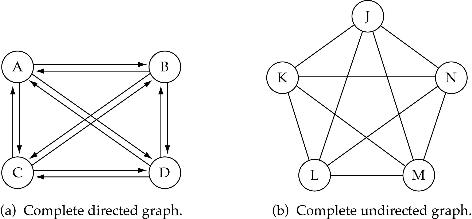 J
A
B
K
N
C
D
L
M
(a) Complete directed graph.
(b) Complete undirected graph.